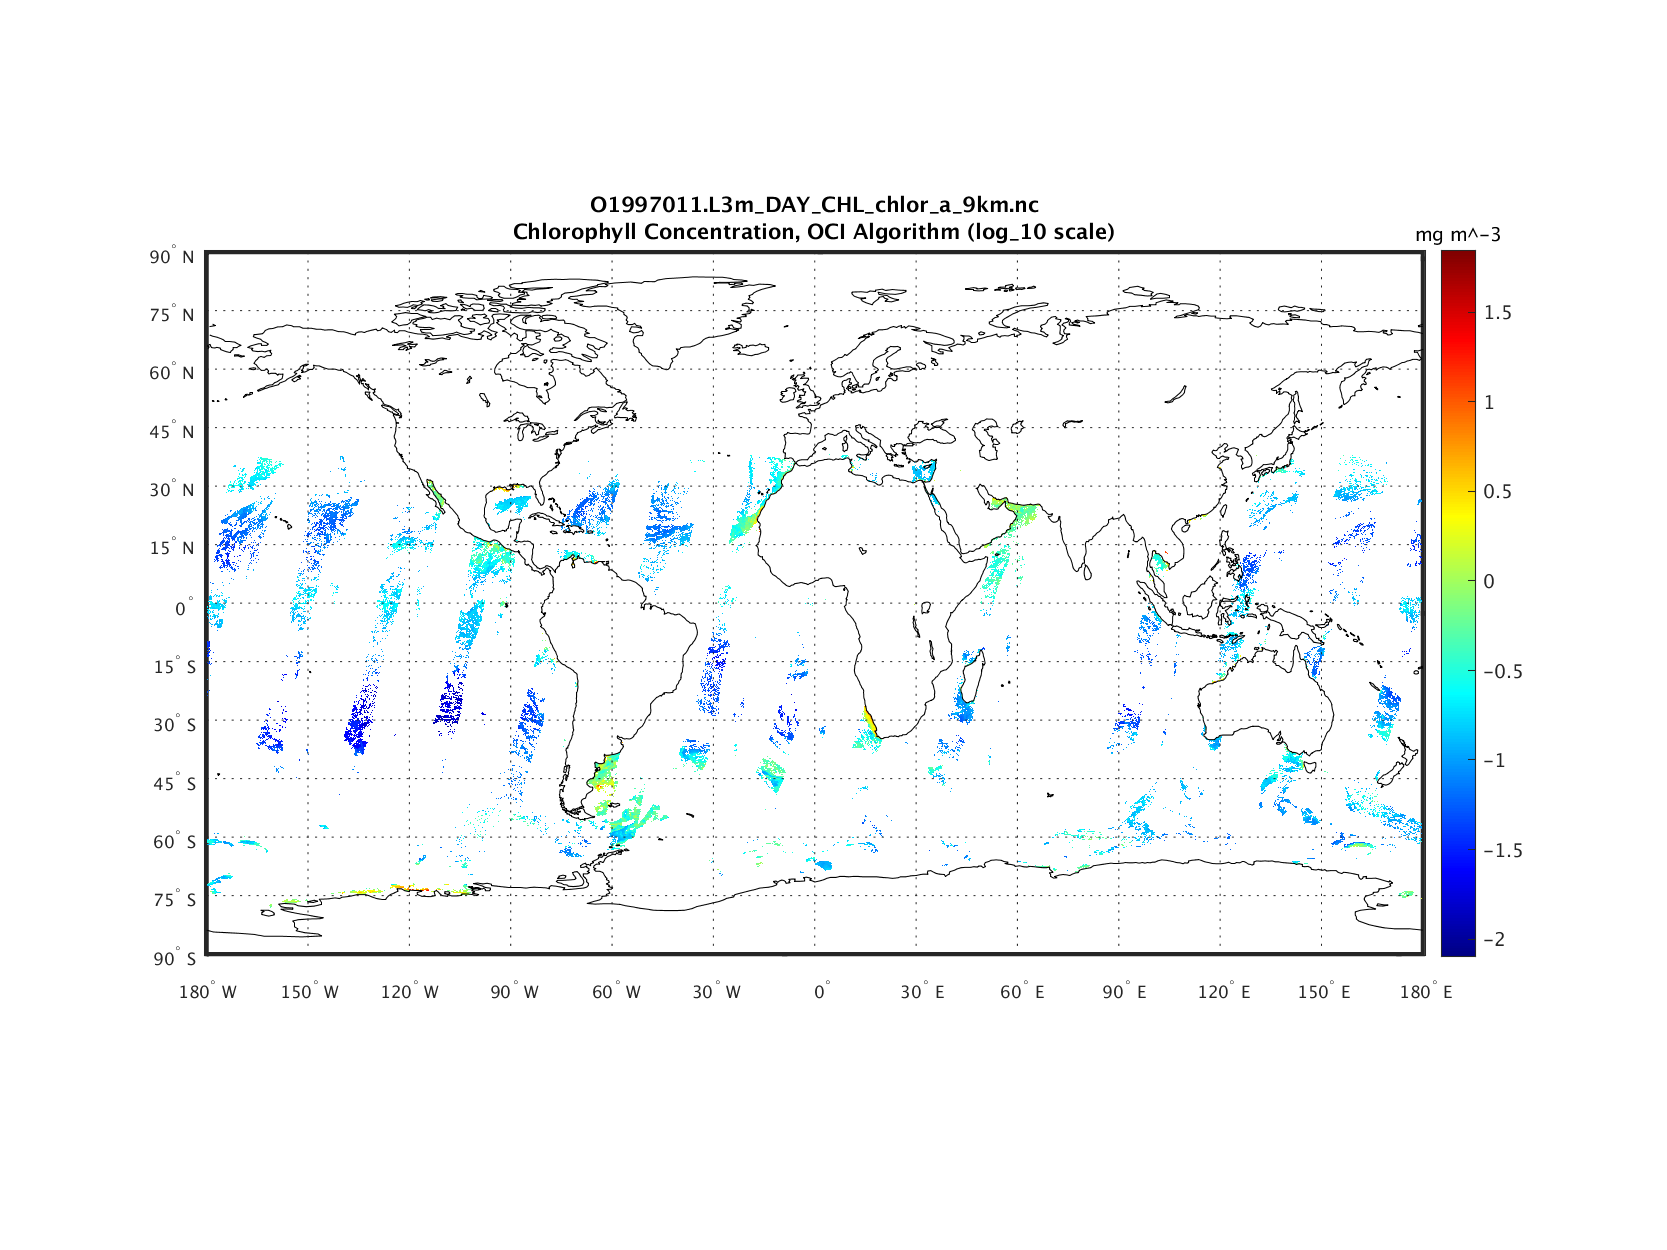 O1997011.L3m_DAY_CHL_chlor_a_9km.nc
Chlorophyll Concentration, OCI Algorithm (log_10 scale)
mg m^-3
90° N
75° N
60° N
45° N
30° N
15° N
0°
15° S
30° S
45° S
60° S
75° S
90° S
180° W 150° W 120° W 90° W 60° W 30° W 0° 30° E 60° E 90° E 120° E 150° E 180° E
1.5
1
0.5
0
-0.5
-1
-1.5
-2